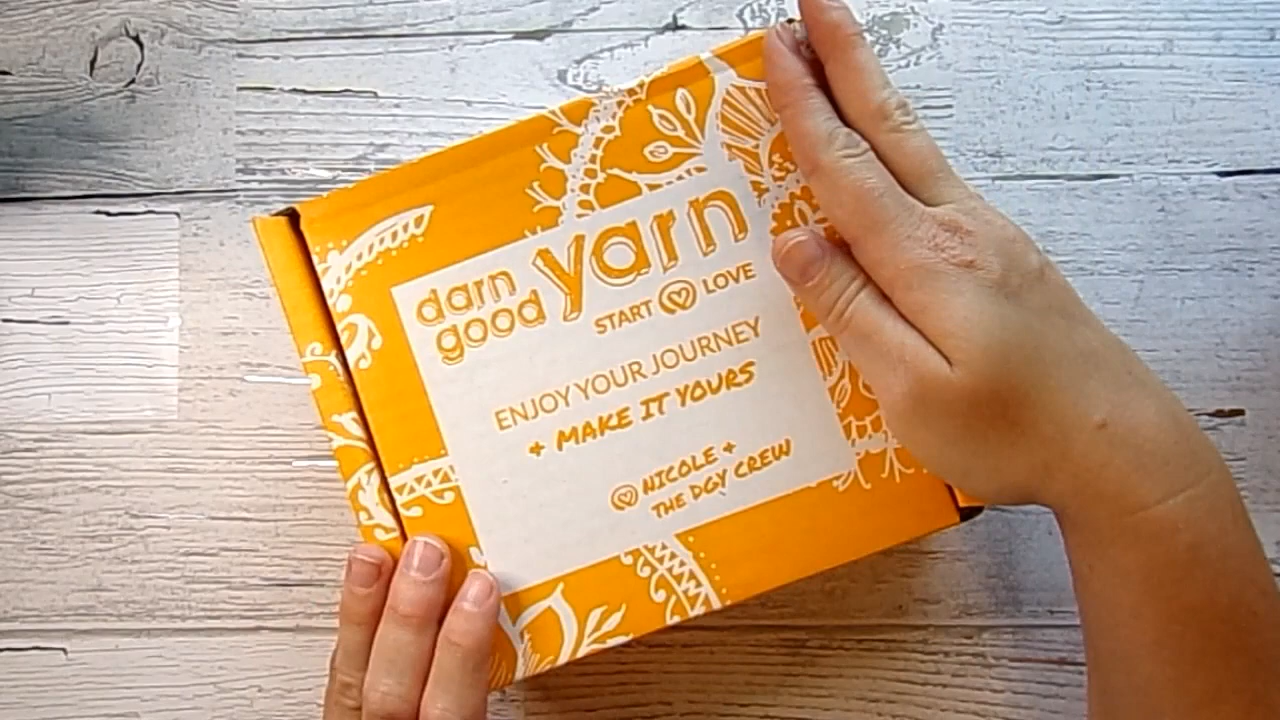 darn good yarn
START LOVE
ENJOY YOUR JOURNEY
+ MAKE IT YOURS
NICOLE +
THE DGY CREW